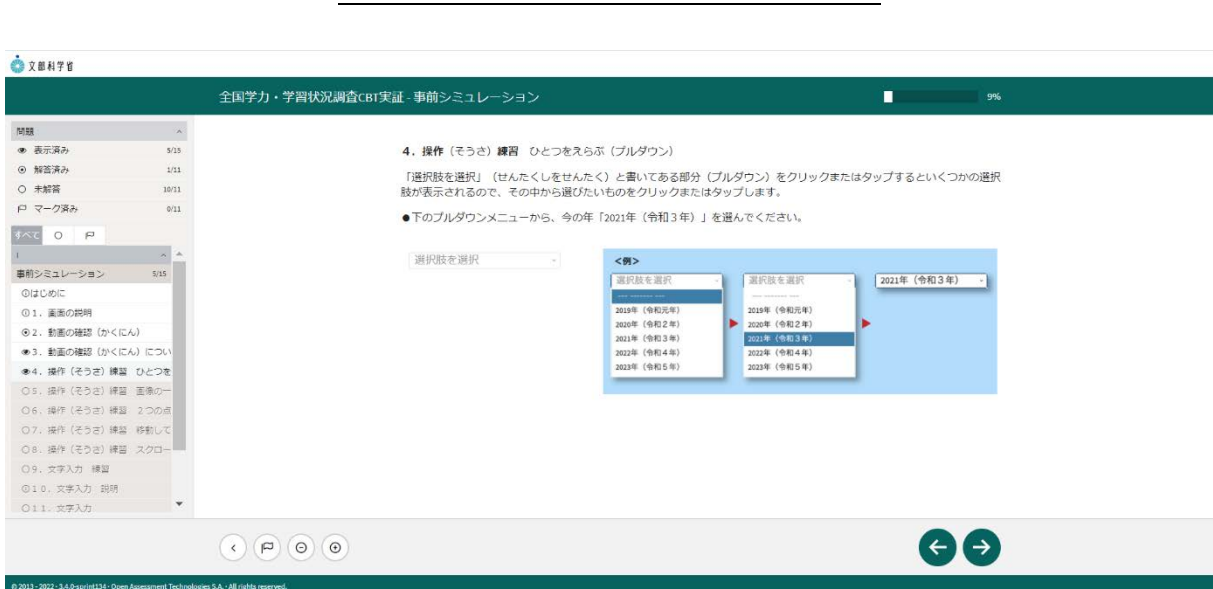 文部科学省
全国学力・学習状況調査CBT実証 - 事前シミュレーション
9%
問題
表示済み 5/15
解答済み 1/11
未解答 10/11
マーク済み 0/11
すべて
I
事前シミュレーション 5/15
はじめに
1. 画面の説明
2. 動画の確認（かくにん）
3. 動画の確認（かくにん）につい
4. 操作（そうさ）練習 ひとつを
5. 操作（そうさ）練習 画像の一
6. 操作（そうさ）練習 2つの点
7. 操作（そうさ）練習 移動して
8. 操作（そうさ）練習 スクロー
9. 文字入力 練習
10. 文字入力 説明
11. 文字入力
4. 操作（そうさ）練習 ひとつをえらぶ（プルダウン）
「選択肢を選択」（せんたくしをせんたく）と書いてある部分（プルダウン）をクリックまたはタップするといくつかの選択
肢が表示されるので、その中から選びたいものをクリックまたはタップします。
●下のプルダウンメニューから、今の年「2021年（令和3年）」を選んでください。
選択肢を選択
<例>
選択肢を選択
--- -------- ---
2019年（令和元年）
2020年（令和2年）
2021年（令和3年）
2022年（令和4年）
2023年（令和5年）
選択肢を選択
--- -------- ---
2019年（令和元年）
2020年（令和2年）
2021年（令和3年）
2022年（令和4年）
2023年（令和5年）
2021年（令和3年）
© 2013 - 2022 · 3.4.0-sprint134 · Open Assessment Technologies S.A. · All rights reserved.